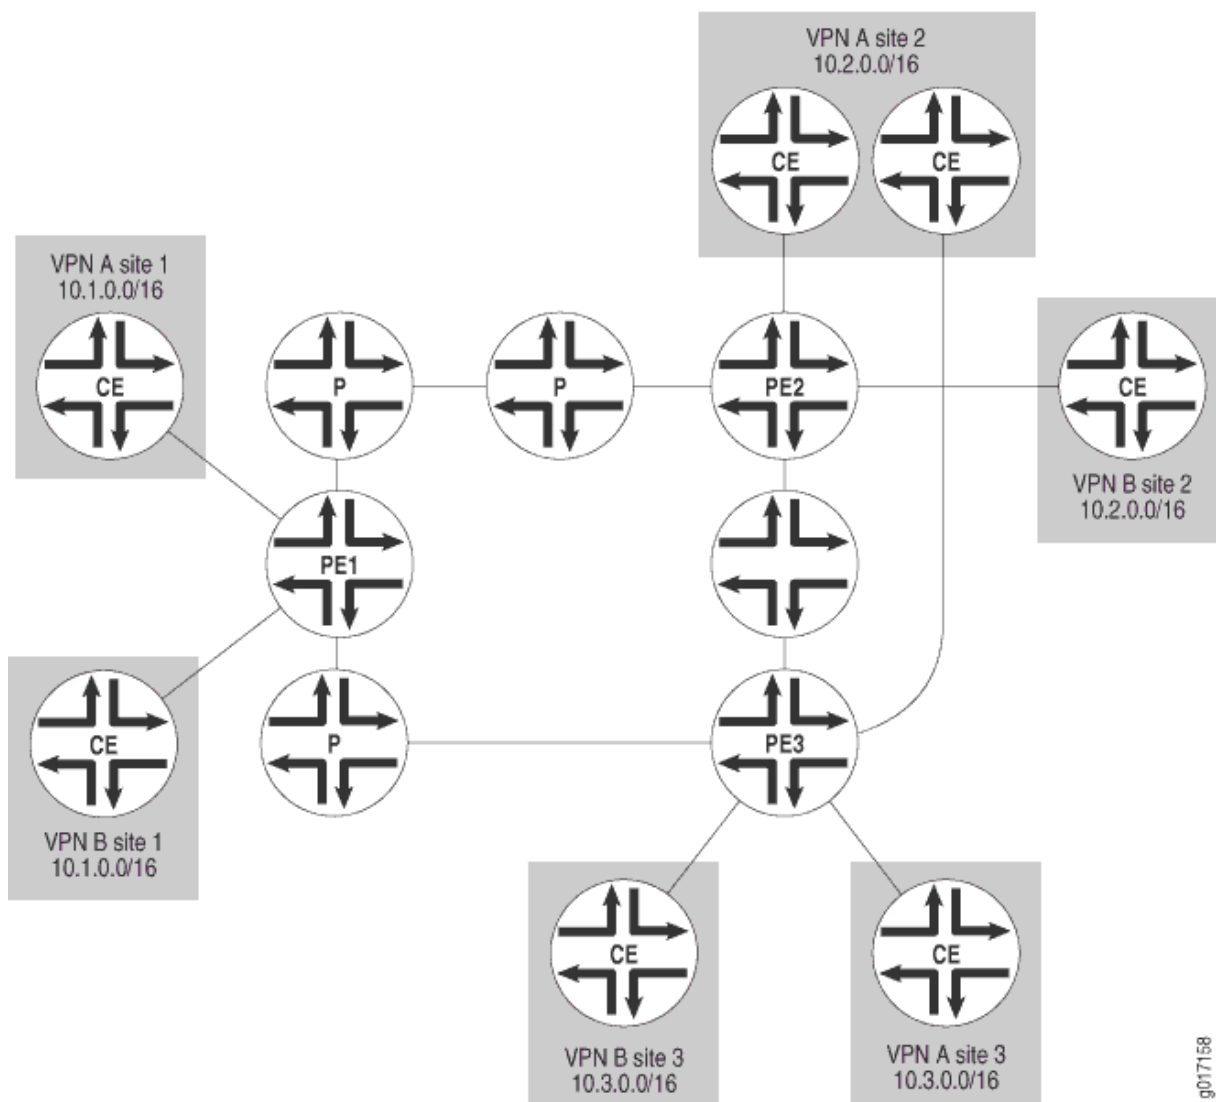 VPN A site 2
10.2.0.0/16
CE
CE
VPN A site 1
10.1.0.0/16
CE
P
P
PE2
CE
VPN B site 2
10.2.0.0/16
PE1
CE
VPN B site 1
10.1.0.0/16
P
PE3
CE
VPN B site 3
10.3.0.0/16
CE
VPN A site 3
10.3.0.0/16
g017158